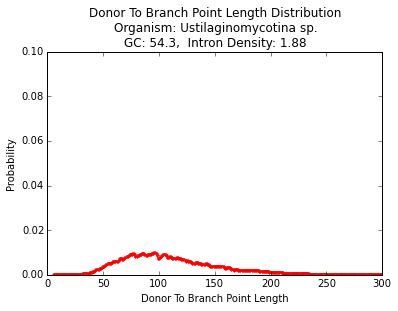 Donor To Branch Point Length Distribution
Organism: Ustilaginomycotina sp.
GC: 54.3,  Intron Density: 1.88
0.10
0.08
0.06
0.04
0.02
0.00
Probability
0 50 100 150 200 250 300
Donor To Branch Point Length